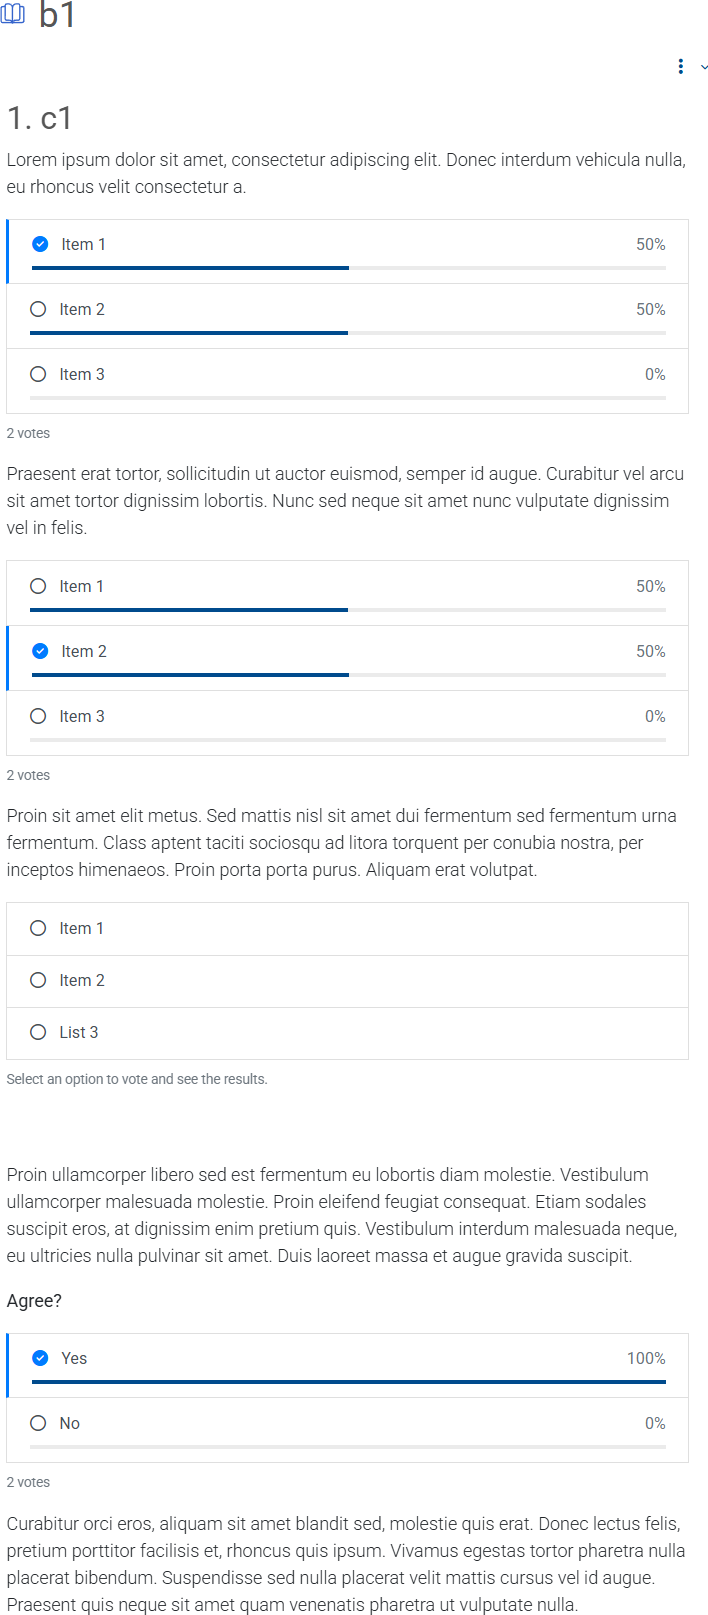 b1
1. c1
Lorem ipsum dolor sit amet, consectetur adipiscing elit. Donec interdum vehicula nulla,
eu rhoncus velit consectetur a.
Item 1 50%
Item 2 50%
Item 3 0%
2 votes
Praesent erat tortor, sollicitudin ut auctor euismod, semper id augue. Curabitur vel arcu
sit amet tortor dignissim lobortis. Nunc sed neque sit amet nunc vulputate dignissim
vel in felis.
Item 1 50%
Item 2 50%
Item 3 0%
2 votes
Proin sit amet elit metus. Sed mattis nisl sit amet dui fermentum sed fermentum urna
fermentum. Class aptent taciti sociosqu ad litora torquent per conubia nostra, per
inceptos himenaeos. Proin porta porta purus. Aliquam erat volutpat.
Item 1
Item 2
List 3
Select an option to vote and see the results.
Proin ullamcorper libero sed est fermentum eu lobortis diam molestie. Vestibulum
ullamcorper malesuada molestie. Proin eleifend feugiat consequat. Etiam sodales
suscipit eros, at dignissim enim pretium quis. Vestibulum interdum malesuada neque,
eu ultricies nulla pulvinar sit amet. Duis laoreet massa et augue gravida suscipit.
Agree?
Yes 100%
No 0%
2 votes
Curabitur orci eros, aliquam sit amet blandit sed, molestie quis erat. Donec lectus felis,
pretium porttitor facilisis et, rhoncus quis ipsum. Vivamus egestas tortor pharetra nulla
placerat bibendum. Suspendisse sed nulla placerat velit mattis cursus vel id augue.
Praesent quis neque sit amet quam venenatis pharetra ut vulputate nulla.